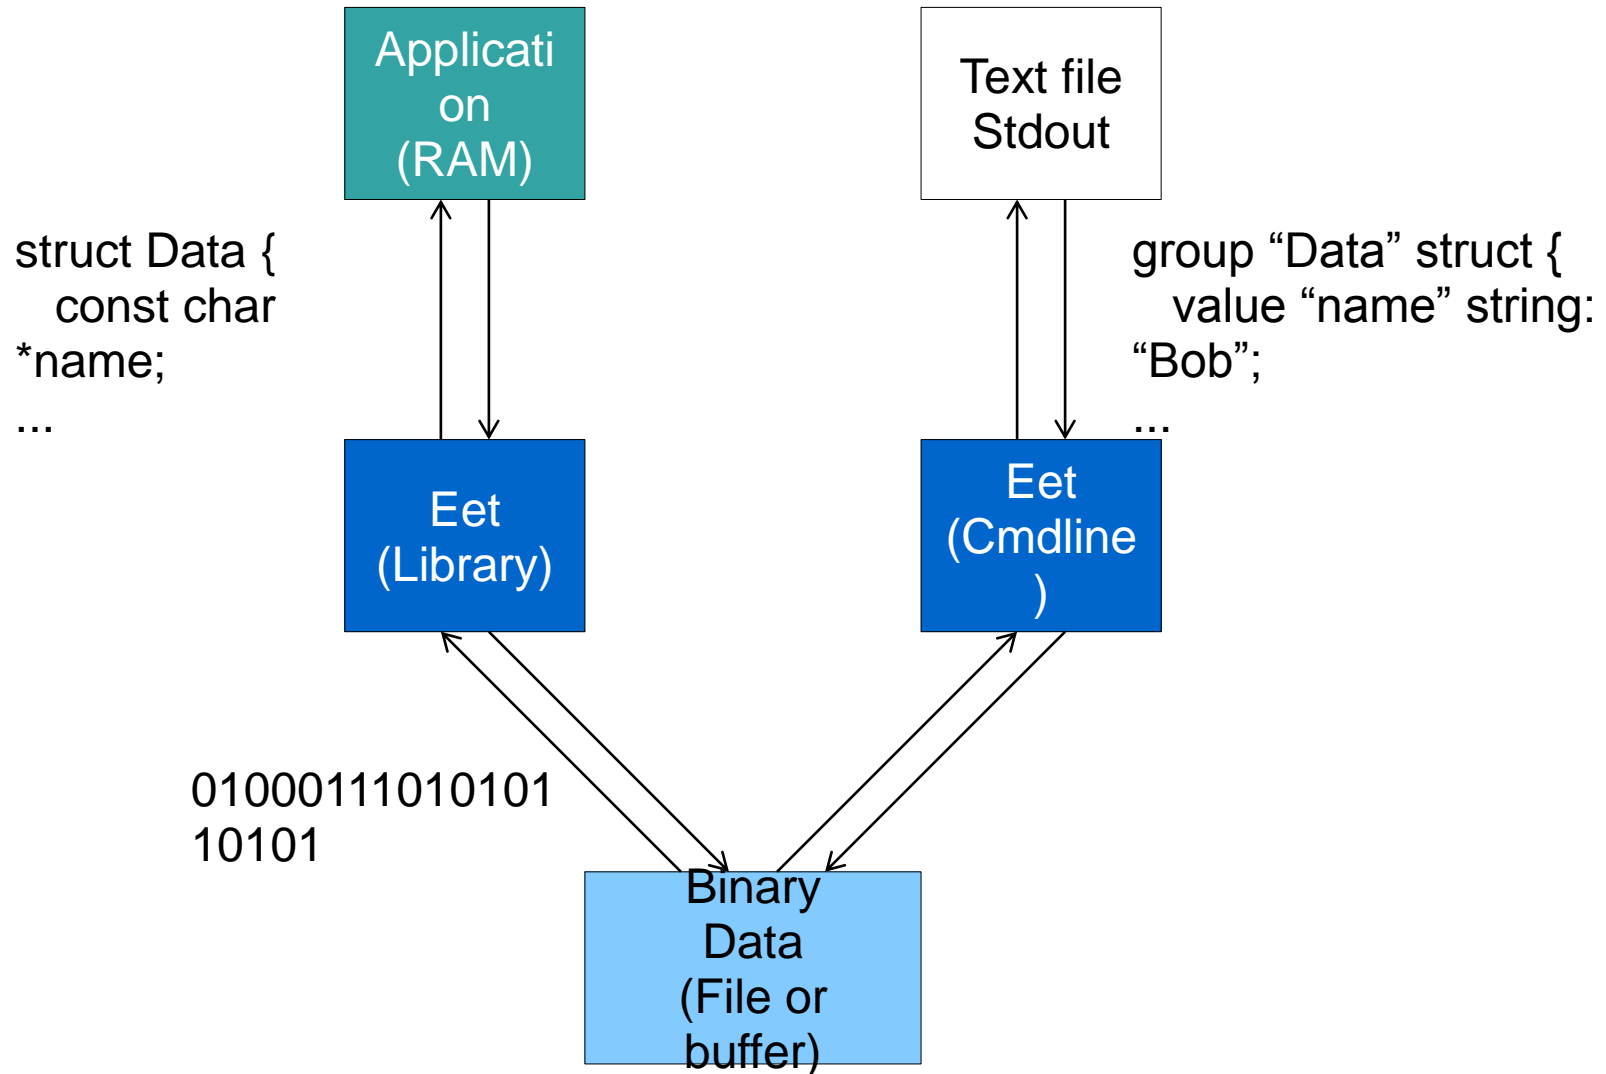 Applicati
on
(RAM)
Text file
Stdout
struct Data {
const char
*name;
...
group “Data” struct {
value “name” string:
“Bob”;
...
Eet
(Library)
Eet
(Cmdline
)
01000111010101
10101
Binary
Data
(File or
buffer)